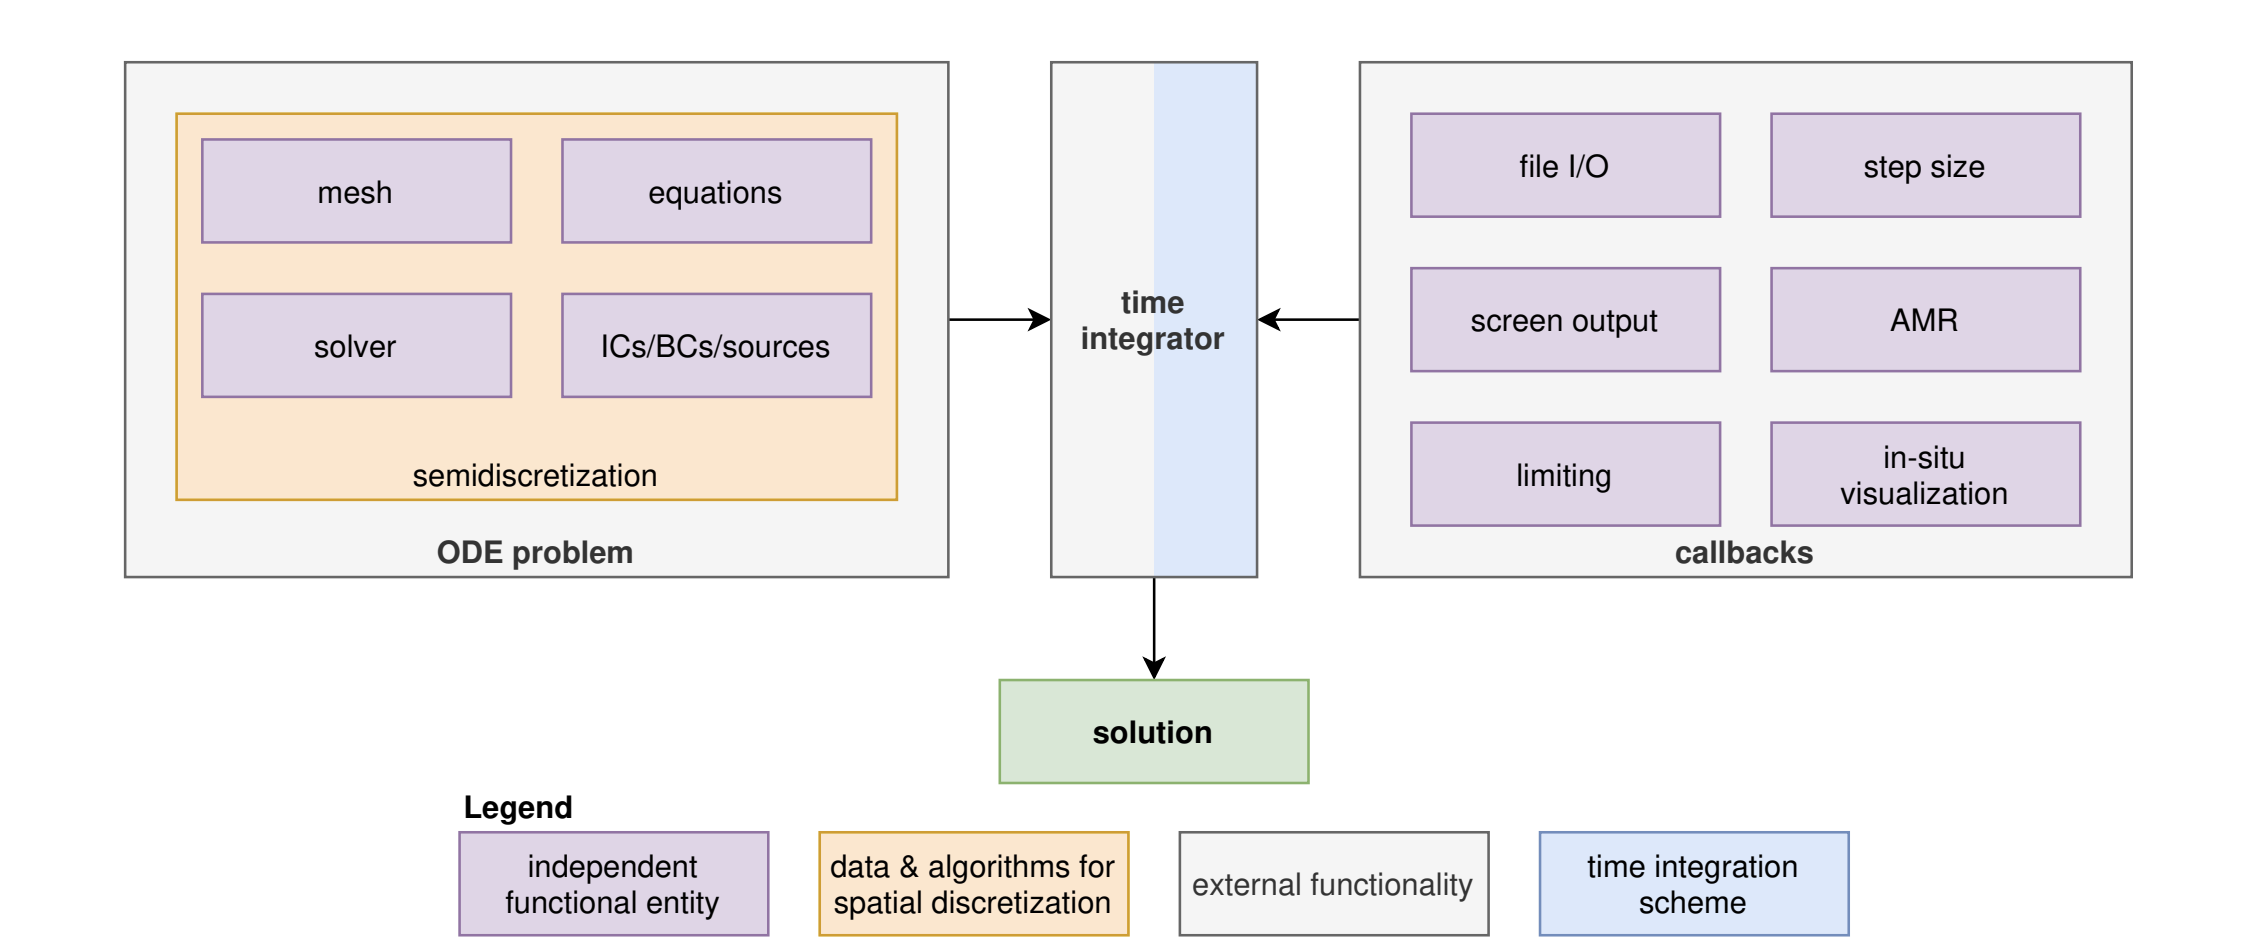 mesh
equations
solver
ICs/BCs/sources
semidiscretization
ODE problem
time
integrator
file I/O
step size
screen output
AMR
limiting
in-situ
visualization
callbacks
solution
Legend
independent
functional entity
data & algorithms for
spatial discretization
external functionality
time integration
scheme